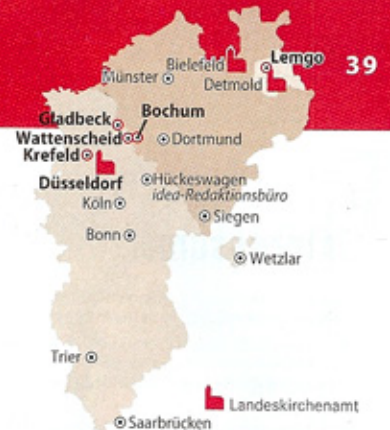 Lemgo
39
Bielefeld
Münster
Detmold
Gladbeck
Bochum
Wattenscheid
Dortmund
Krefeld
Düsseldorf
Hückeswagen
idea-Redaktionsbüro
Köln
Siegen
Bonn
Wetzlar
Trier
Landeskirchenamt
Saarbrücken